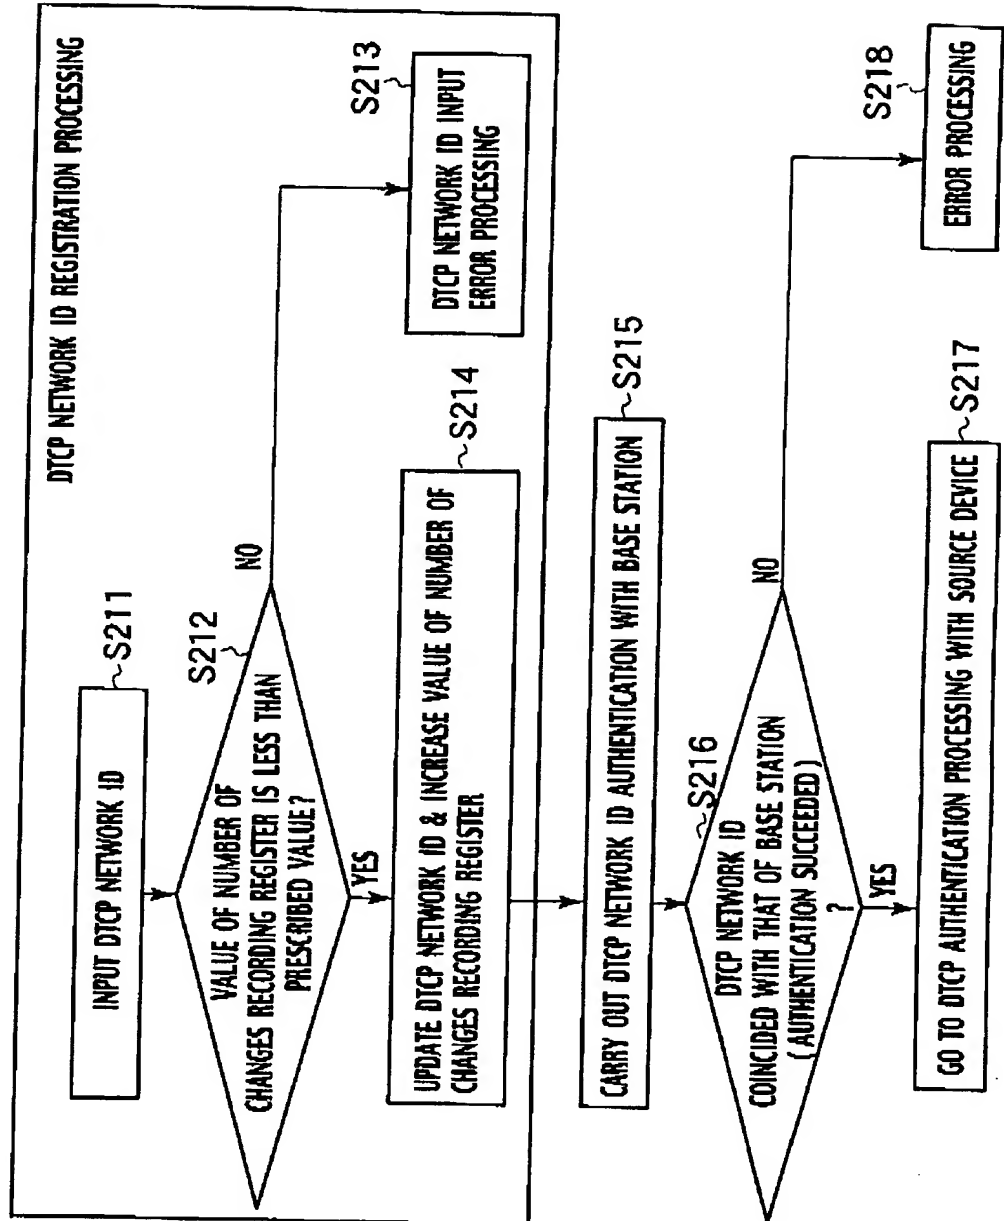 DTCP NETWORK ID REGISTRATION PROCESSING
S211
INPUT DTCP NETWORK ID
S212
VALUE OF NUMBER OF
CHANGES RECORDING REGISTER IS LESS THAN
PRESCRIBED VALUE?
NO
YES
S213
DTCP NETWORK ID INPUT
ERROR PROCESSING
S214
UPDATE DTCP NETWORK ID & INCREASE VALUE OF NUMBER OF
CHANGES RECORDING REGISTER
S215
CARRY OUT DTCP NETWORK ID AUTHENTICATION WITH BASE STATION
S216
DTCP NETWORK ID
COINCIDED WITH THAT OF BASE STATION
(AUTHENTICATION SUCCEEDED)
?
NO
YES
S217
GO TO DTCP AUTHENTICATION PROCESSING WITH SOURCE DEVICE
S218
ERROR PROCESSING